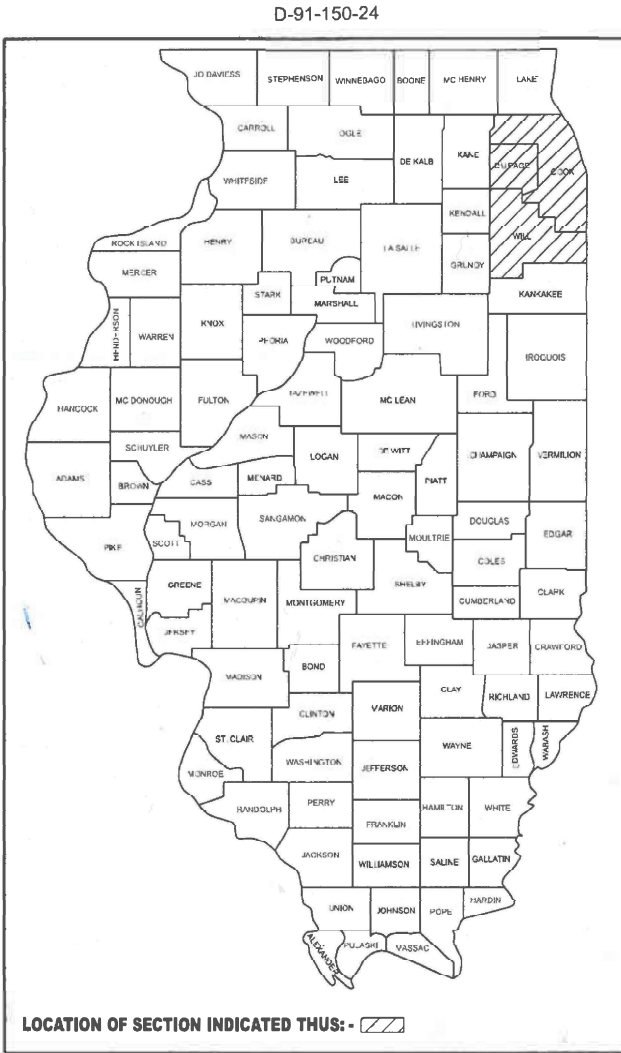 D-91-150-24
JO DAVIESS STEPHENSON WINNEBAGO BOONE MC HENRY LAKE
CARROLL OGLE
DE KALB KANE DUPAGE COOK
WHITESIDE LEE
KENDALL
ROCK ISLAND HENRY BUREAU LA SALLE WILL
MERCER PUTNAM GRUNDY
STARK MARSHALL KANKAKEE
HENDERSON WARREN KNOX PEORIA WOODFORD LIVINGSTON IROQUOIS
HANCOCK MC DONOUGH FULTON TAZEWELL MC LEAN FORD
MASON
SCHUYLER LOGAN DE WITT CHAMPAIGN VERMILION
ADAMS BROWN CASS MENARD PIATT
MACON
PIKE SCOTT MORGAN SANGAMON MOULTRIE DOUGLAS EDGAR
CHRISTIAN COLES
CALHOUN GREENE MACOUPIN MONTGOMERY SHELBY CUMBERLAND CLARK
JERSEY FAYETTE EFFINGHAM JASPER CRAWFORD
MADISON BOND
CLAY RICHLAND LAWRENCE
CLINTON MARION
ST. CLAIR WAYNE EDWARDS WABASH
MONROE WASHINGTON JEFFERSON
RANDOLPH PERRY HAMILTON WHITE
FRANKLIN
JACKSON WILLIAMSON SALINE GALLATIN
UNION JOHNSON POPE HARDIN
ALEXANDER PULASKI MASSAC
LOCATION OF SECTION INDICATED THUS: -